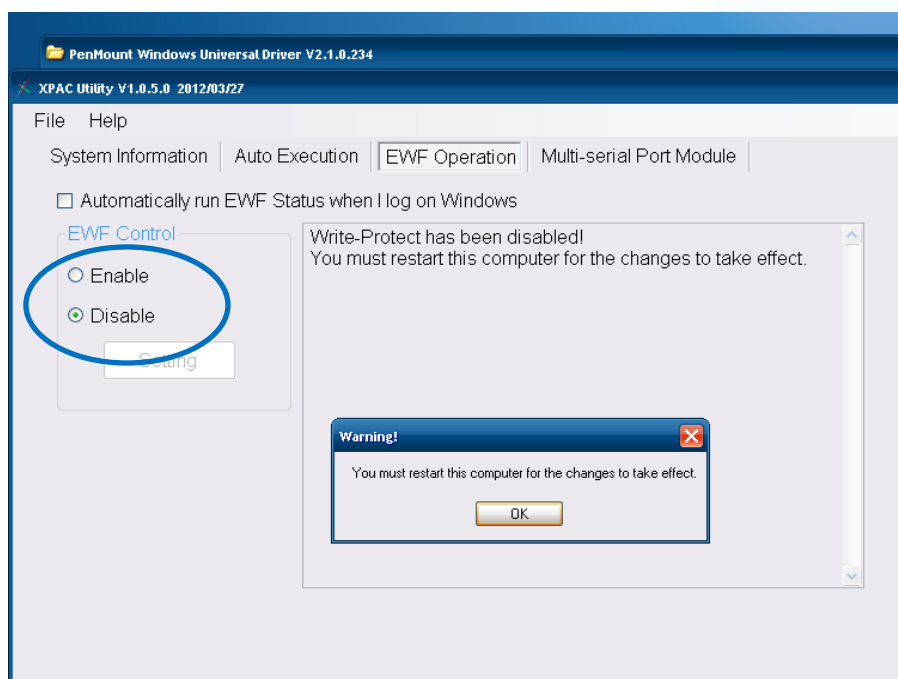 PenMount Windows Universal Driver V2.1.0.234
XPAC Utility V1.0.5.0 2012/03/27
File Help
System Information Auto Execution EWF Operation Multi-serial Port Module
Automatically run EWF Status when I log on Windows
EWF Control
Enable
Disable
Setting
Write-Protect has been disabled!
You must restart this computer for the changes to take effect.
Warning!
You must restart this computer for the changes to take effect.
OK